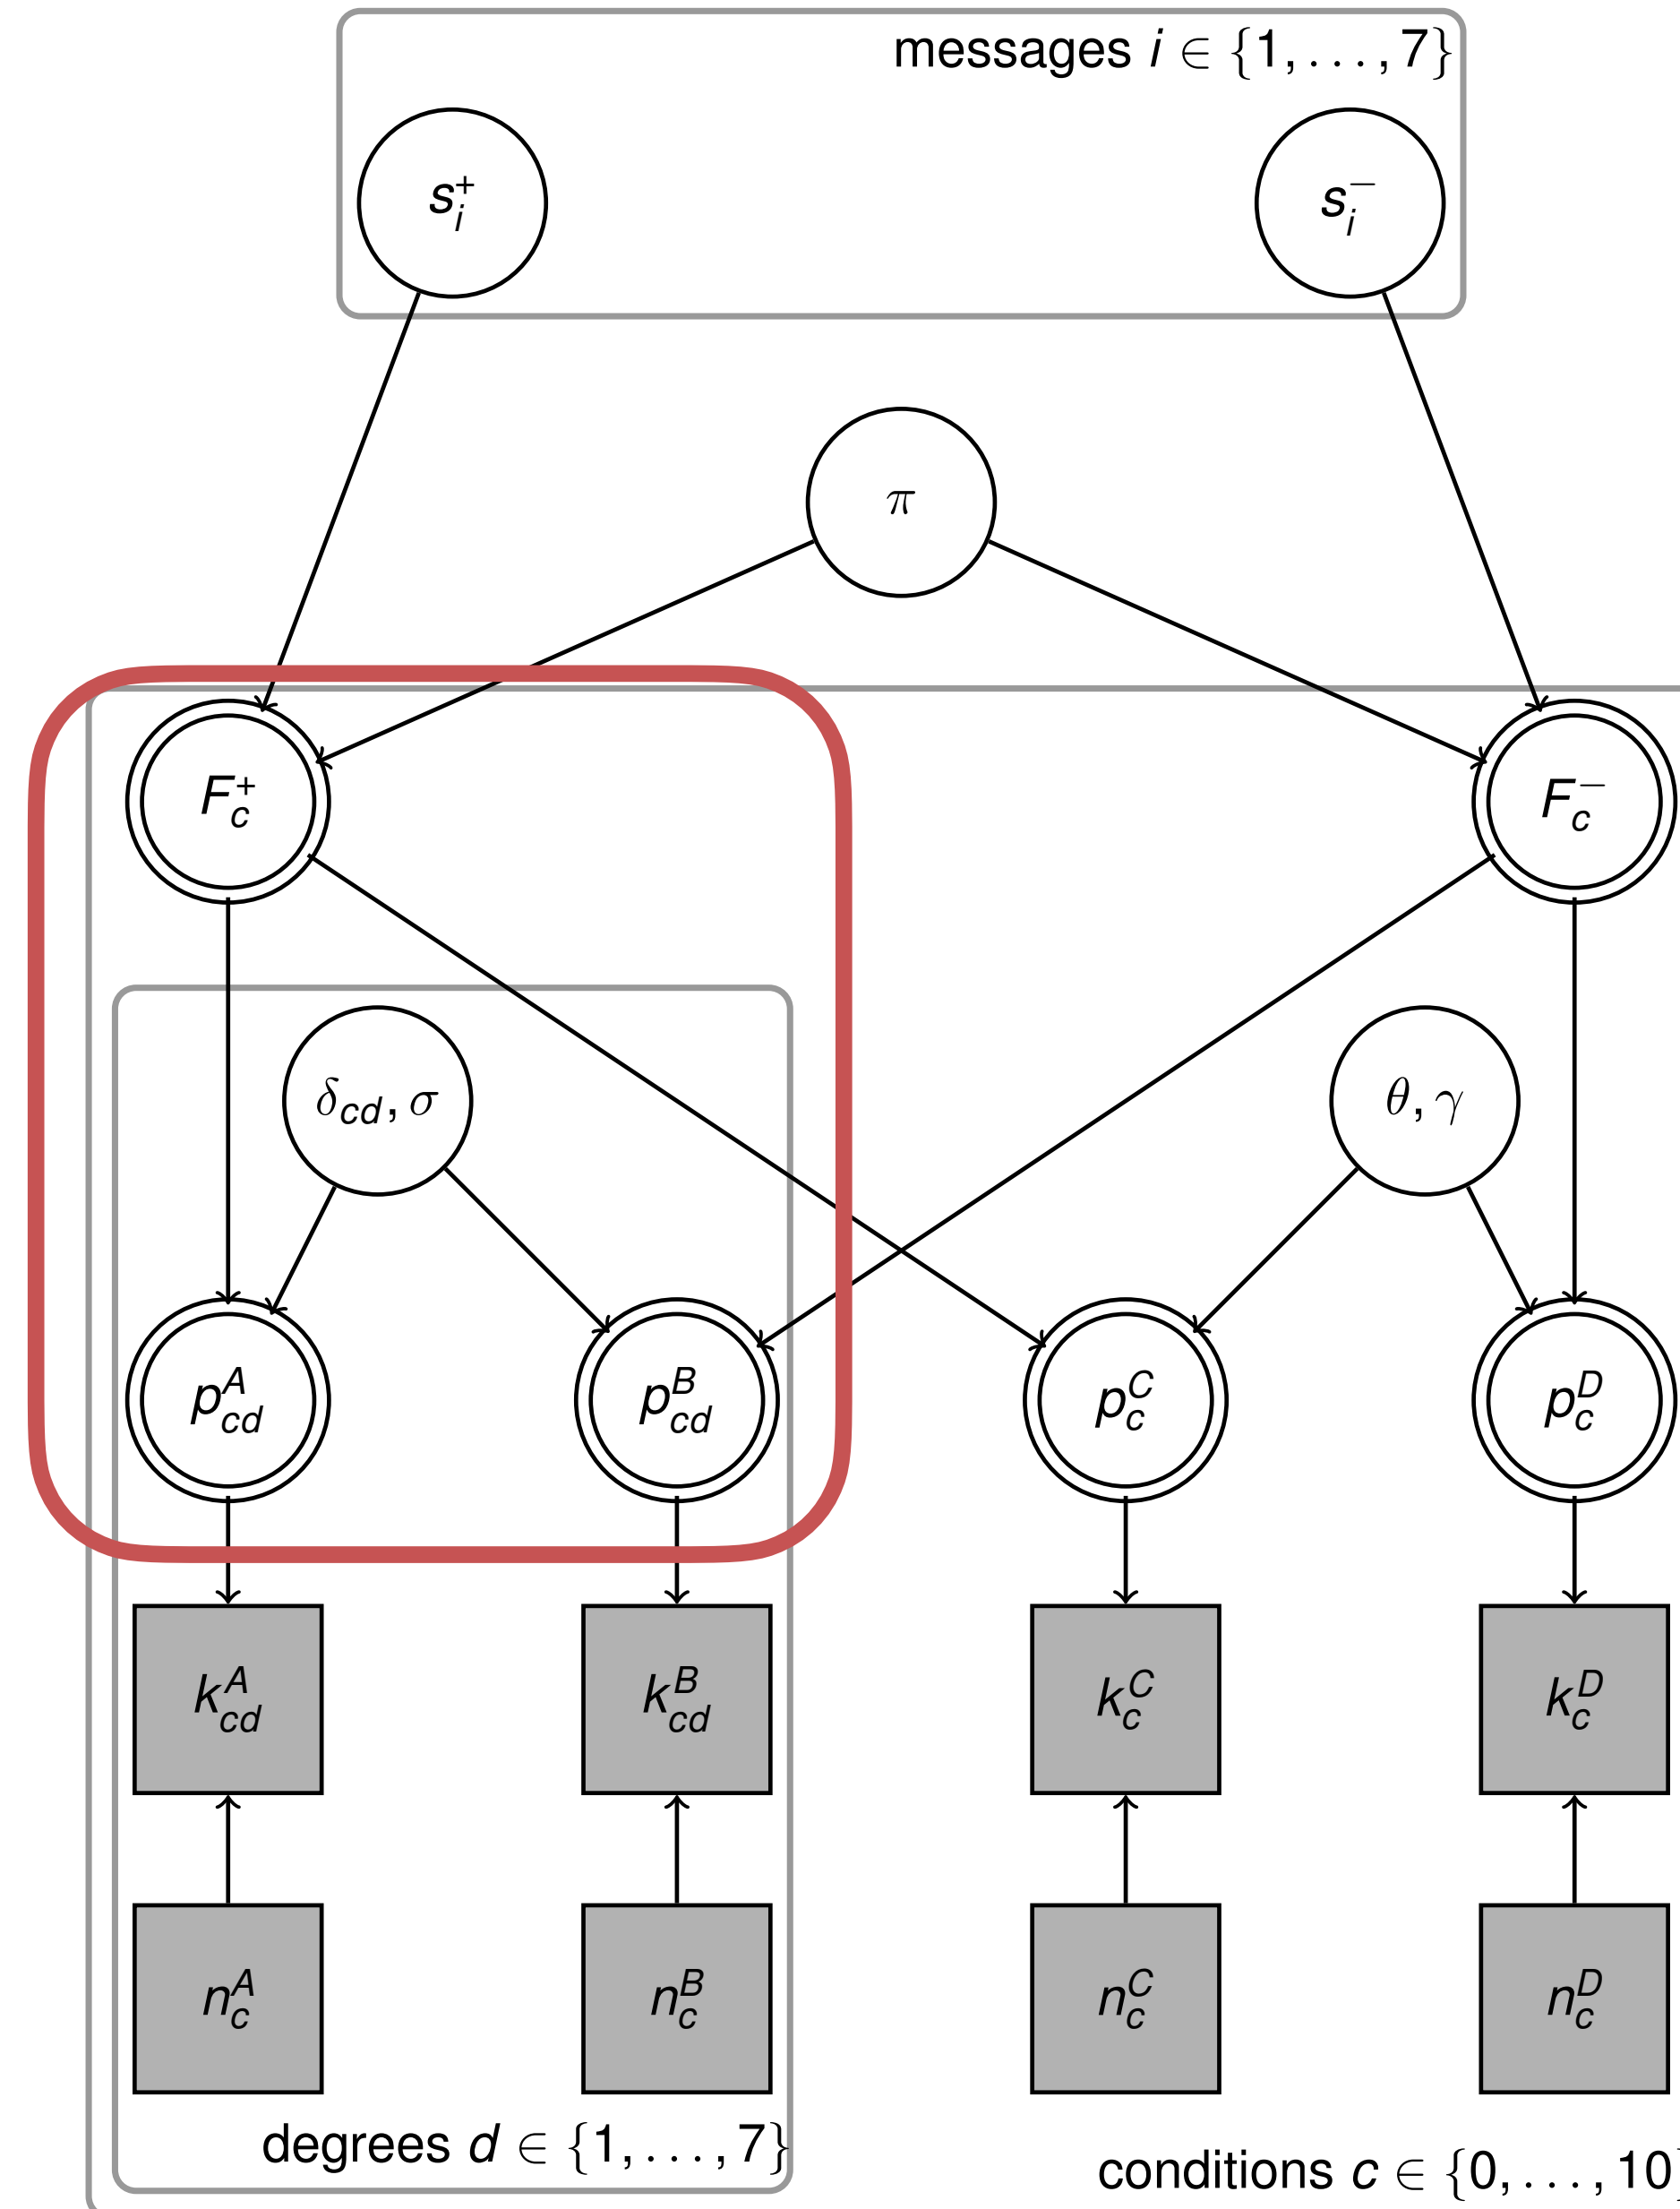 messages i ∈ {1, . . . , 7}
s_i^+ s_i^−
π
F_c^+ F_c^−
δ_cd, σ θ, γ
p_cd^A p_cd^B p_c^C p_c^D
k_cd^A k_cd^B k_c^C k_c^D
n_c^A n_c^B n_c^C n_c^D
degrees d ∈ {1, . . . , 7}
conditions c ∈ {0, . . . , 10}